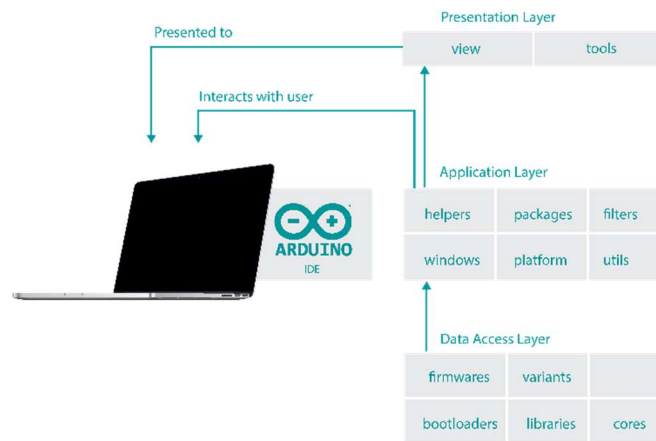 Presentation Layer
Presented to
view tools
Interacts with user
Application Layer
helpers packages filters
ARDUINO
IDE
windows platform utils
Data Access Layer
firmwares variants
bootloaders libraries cores